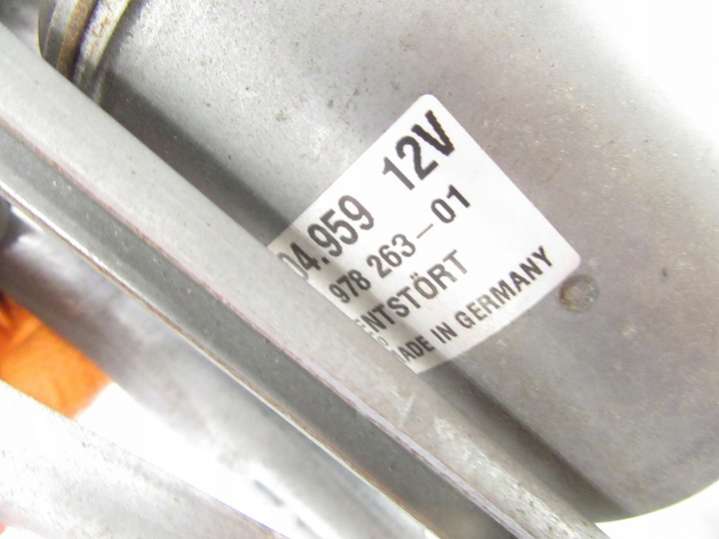 04.959 12V
978 263-01
ENTSTÖRT
MADE IN GERMANY